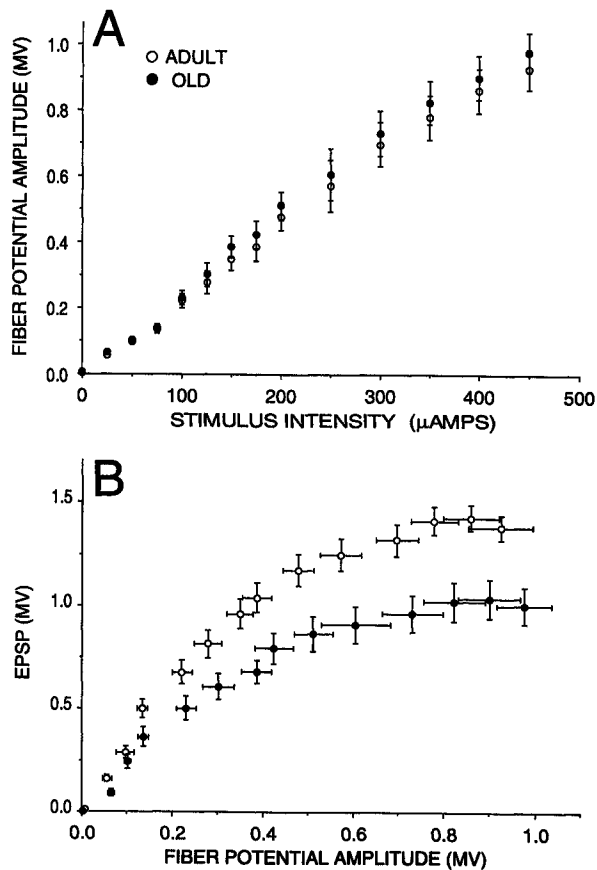 A
ADULT
OLD
FIBER POTENTIAL AMPLITUDE (MV)
1.0
0.8
0.6
0.4
0.2
0.0
0 100 200 300 400 500
STIMULUS INTENSITY (μAMPS)
B
EPSP (MV)
1.5
1.0
0.5
0.0
0.0 0.2 0.4 0.6 0.8 1.0
FIBER POTENTIAL AMPLITUDE (MV)